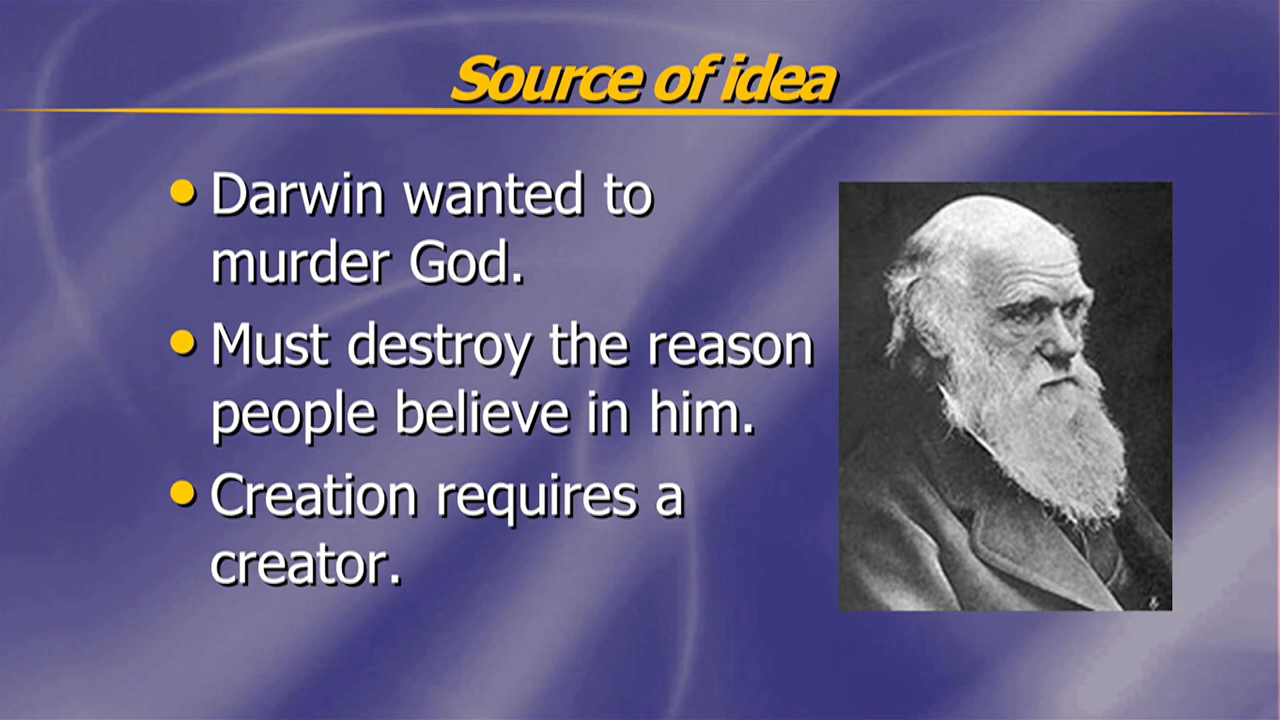 Source of idea
• Darwin wanted to
murder God.
• Must destroy the reason
people believe in him.
• Creation requires a
creator.